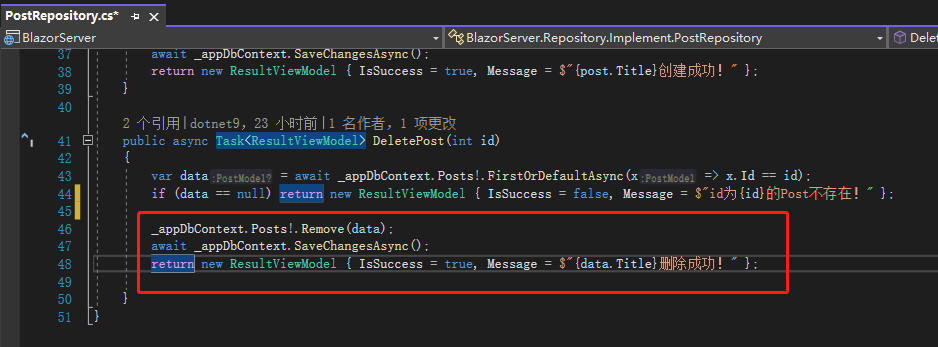 PostRepository.cs*
BlazorServer BlazorServer.Repository.Implement.PostRepository Delet
37 await _appDbContext.SaveChangesAsync();
38 return new ResultViewModel { IsSuccess = true, Message = $"{post.Title}创建成功！" };
39 }
40
2 个引用|dotnet9，23 小时前|1 名作者，1 项更改
41 public async Task<ResultViewModel> DeletePost(int id)
42 {
43 var data:PostModel? = await _appDbContext.Posts!.FirstOrDefaultAsync(x:PostModel => x.Id == id);
44 if (data == null) return new ResultViewModel { IsSuccess = false, Message = $"id为{id}的Post不存在！" };
45
46 _appDbContext.Posts!.Remove(data);
47 await _appDbContext.SaveChangesAsync();
48 return new ResultViewModel { IsSuccess = true, Message = $"{data.Title}删除成功！" };
49
50 }
51 }